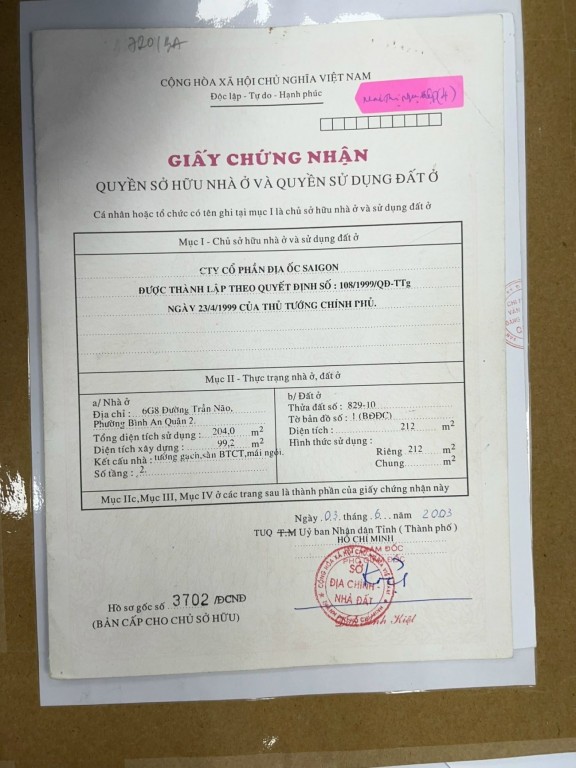 7201/3A
CỘNG HÒA XÃ HỘI CHỦ NGHĨA VIỆT NAM
Độc lập - Tự do - Hạnh phúc
(4)
GIẤY CHỨNG NHẬN
QUYỀN SỞ HỮU NHÀ Ở VÀ QUYỀN SỬ DỤNG ĐẤT Ở
Cá nhân hoặc tổ chức có tên ghi tại mục I là chủ sở hữu nhà ở và sử dụng đất ở
Mục I - Chủ sở hữu nhà ở và sử dụng đất ở
CTY CỔ PHẦN ĐỊA ỐC SAIGON
ĐƯỢC THÀNH LẬP THEO QUYẾT ĐỊNH SỐ : 108/1999/QĐ-TTg
NGÀY 23/4/1999 CỦA THỦ TƯỚNG CHÍNH PHỦ.
Mục II - Thực trạng nhà ở, đất ở
a/ Nhà ở
Địa chỉ : 6G8 Đường Trần Não,
Phường Bình An Quận 2.
Tổng diện tích sử dụng : 204,0 m2
Diện tích xây dựng : 99,2 m2
Kết cấu nhà : tường gạch,sàn BTCT,mái ngói.
Số tầng : 2
b/ Đất ở
Thửa đất số : 829-10
Tờ bản đồ số : 1 (BĐĐC)
Diện tích : 212 m2
Hình thức sử dụng :
Riêng 212 m2
Chung m2
Mục IIc,Mục III, Mục IV ở các trang sau là thành phần của giấy chứng nhận này
Ngày 03 tháng 6 năm 2003
TUQ T.M Uỷ ban Nhân dân Tỉnh ( Thành phố )
HỒ CHÍ MINH
GIÁM ĐỐC
PHÓ GIÁM ĐỐC
SỞ
ĐỊA CHÍNH
NHÀ ĐẤT
Kiệt
Hồ sơ gốc số 3702 /ĐCNĐ
(BẢN CẤP CHO CHỦ SỞ HỮU)